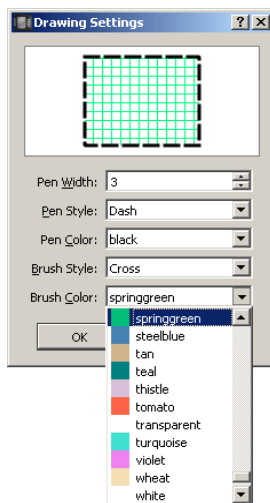 Drawing Settings
Pen Width: 3
Pen Style: Dash
Pen Color: black
Brush Style: Cross
Brush Color: springgreen
OK
springgreen
steelblue
tan
teal
thistle
tomato
transparent
turquoise
violet
wheat
white